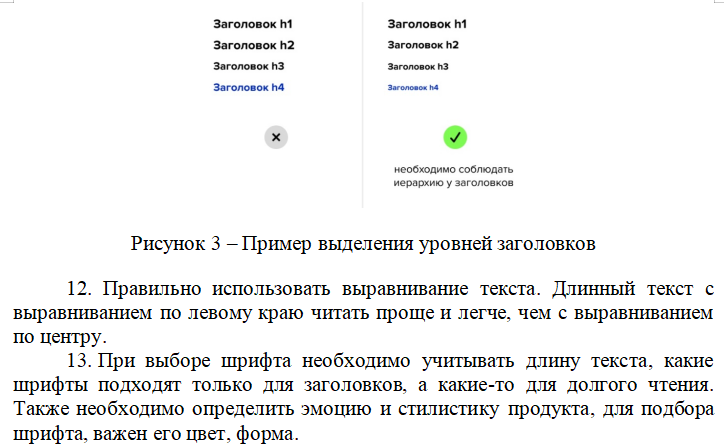 Заголовок h1
Заголовок h2
Заголовок h3
Заголовок h4
Заголовок h1
Заголовок h2
Заголовок h3
Заголовок h4
необходимо соблюдать
иерархию у заголовков
Рисунок 3 – Пример выделения уровней заголовков
12. Правильно использовать выравнивание текста. Длинный текст с
выравниванием по левому краю читать проще и легче, чем с выравниванием
по центру.
13. При выборе шрифта необходимо учитывать длину текста, какие
шрифты подходят только для заголовков, а какие-то для долгого чтения.
Также необходимо определить эмоцию и стилистику продукта, для подбора
шрифта, важен его цвет, форма.